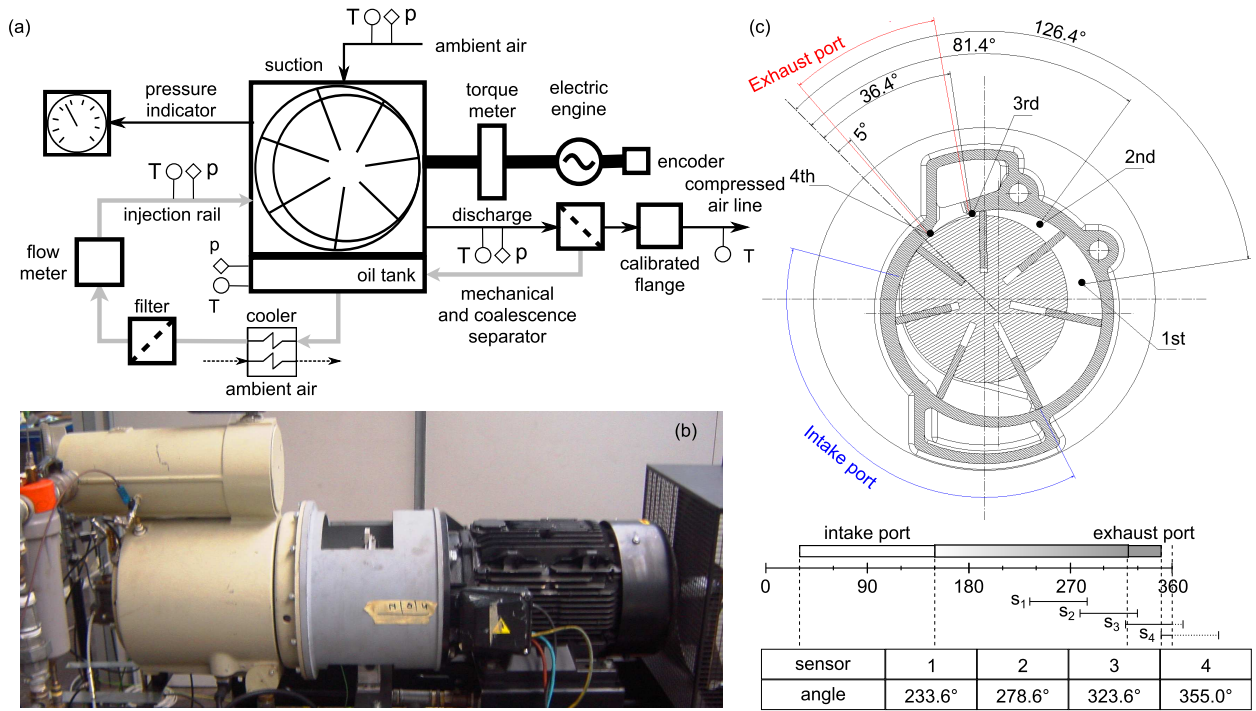 (a)
T p
ambient air
suction
pressure
indicator
torque
meter
electric
engine
encoder
compressed
air line
T p
injection rail
discharge
T p
T
flow
meter
p
T
oil tank
calibrated
flange
mechanical
and coalescence
separator
filter
cooler
ambient air
(b)
(c)
Exhaust port
126.4°
81.4°
36.4°
5°
3rd
2nd
4th
1st
Intake port
intake port
exhaust port
0 90 180 270 360
s1
s2
s3
s4
sensor 1 2 3 4
angle 233.6° 278.6° 323.6° 355.0°